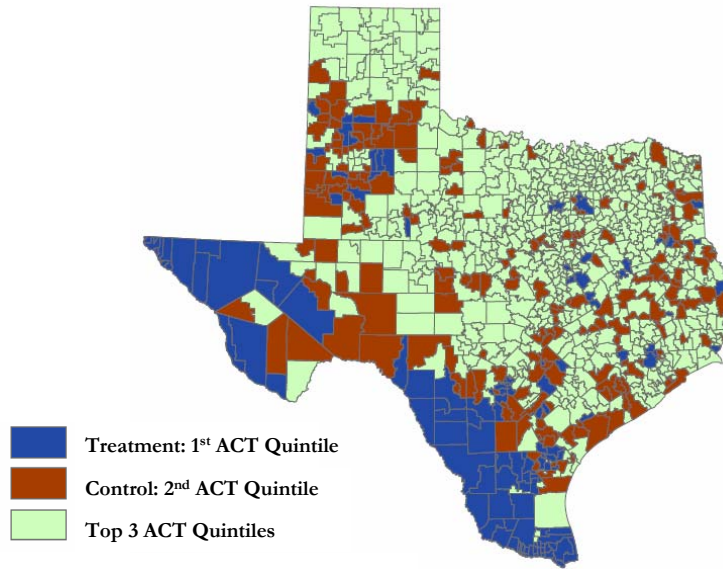 Treatment: 1st ACT Quintile
Control: 2nd ACT Quintile
Top 3 ACT Quintiles